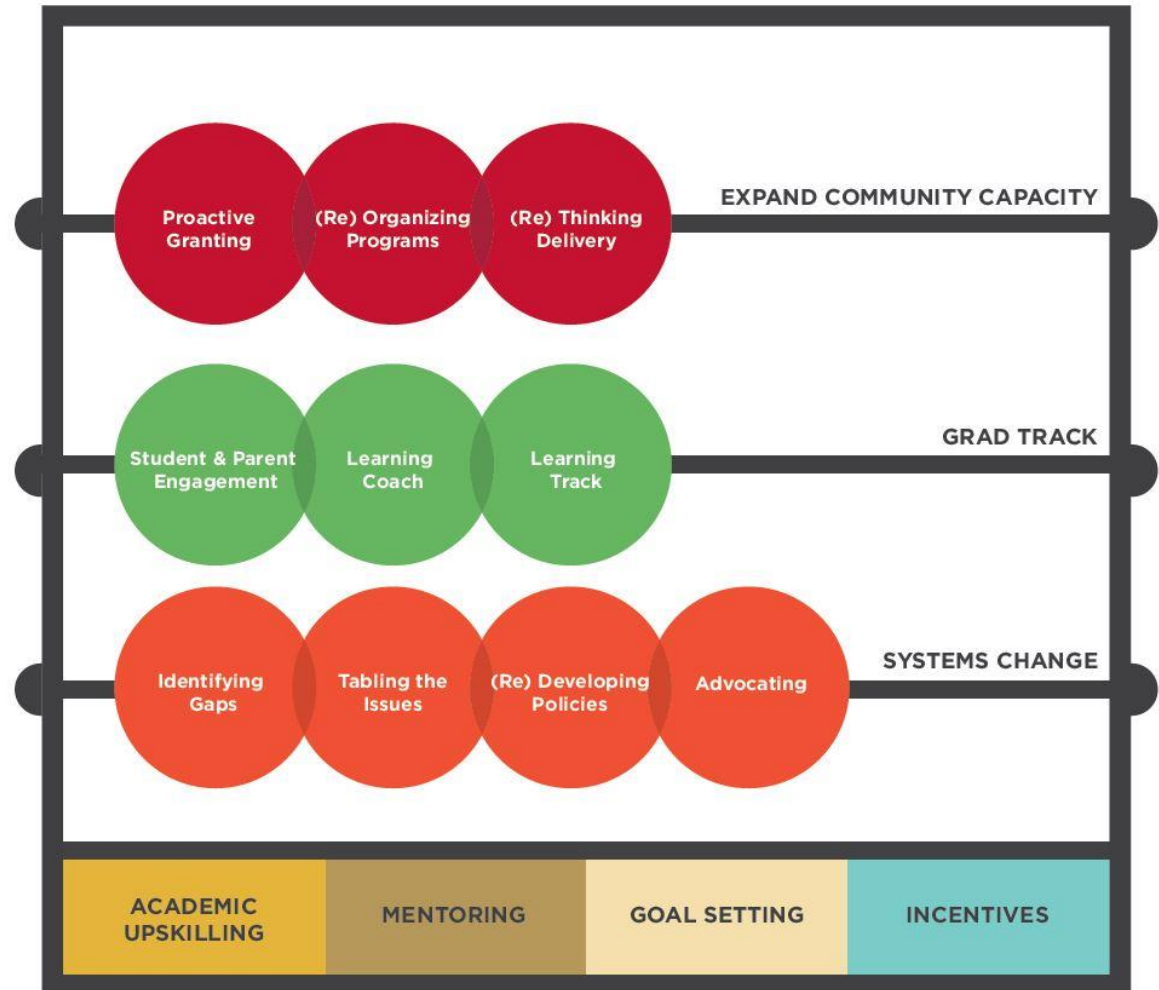 EXPAND COMMUNITY CAPACITY
Proactive
Granting
(Re) Organizing
Programs
(Re) Thinking
Delivery
GRAD TRACK
Student & Parent
Engagement
Learning
Coach
Learning
Track
SYSTEMS CHANGE
Identifying
Gaps
Tabling the
Issues
(Re) Developing
Policies
Advocating
ACADEMIC
UPSKILLING
MENTORING
GOAL SETTING
INCENTIVES